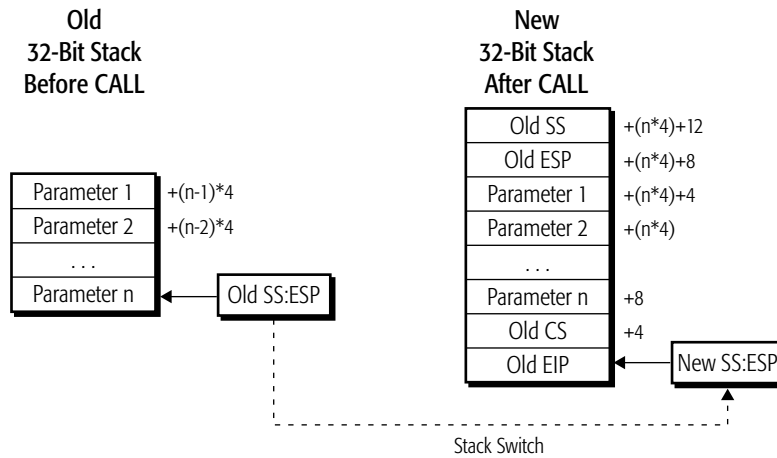 Old
32-Bit Stack
Before CALL
New
32-Bit Stack
After CALL
Old SS +(n*4)+12
Old ESP +(n*4)+8
Parameter 1 +(n-1)*4
Parameter 1 +(n*4)+4
Parameter 2 +(n-2)*4
Parameter 2 +(n*4)
. . .
. . .
Parameter n
Old SS:ESP
Parameter n +8
Old CS +4
Old EIP
New SS:ESP
Stack Switch